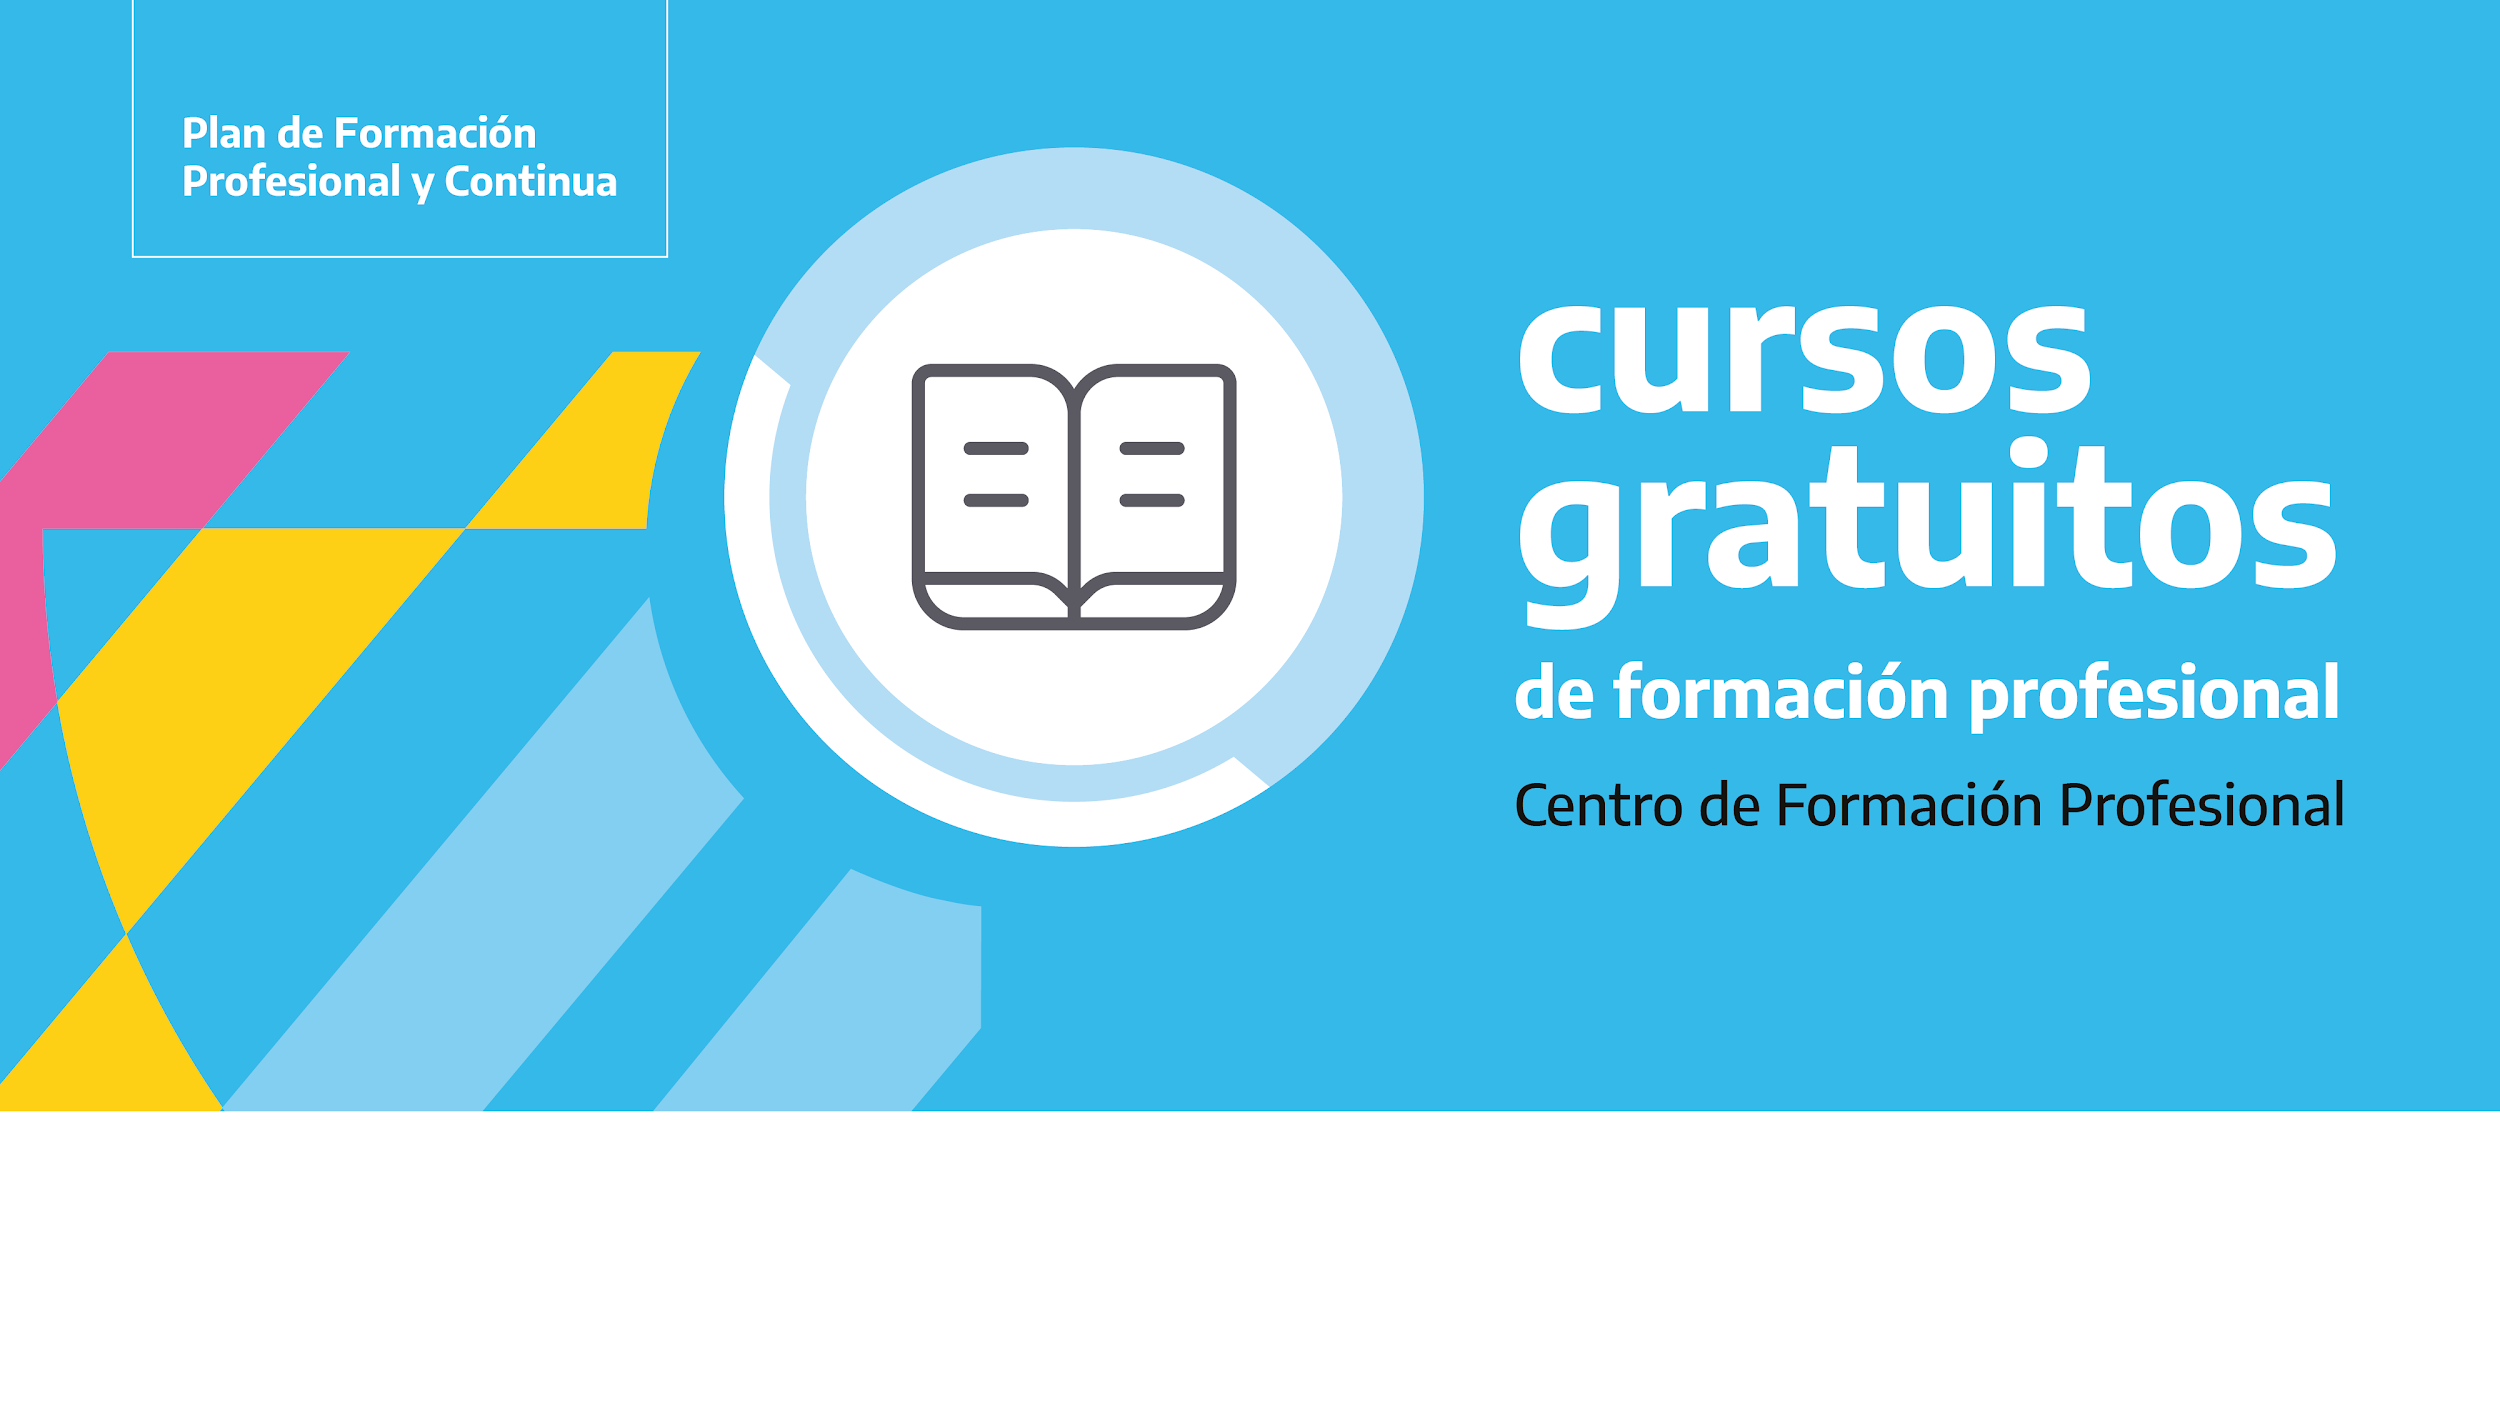 Plan de Formación
Profesional y Continua
cursos
gratuitos
de formación profesional
Centro de Formación Profesional